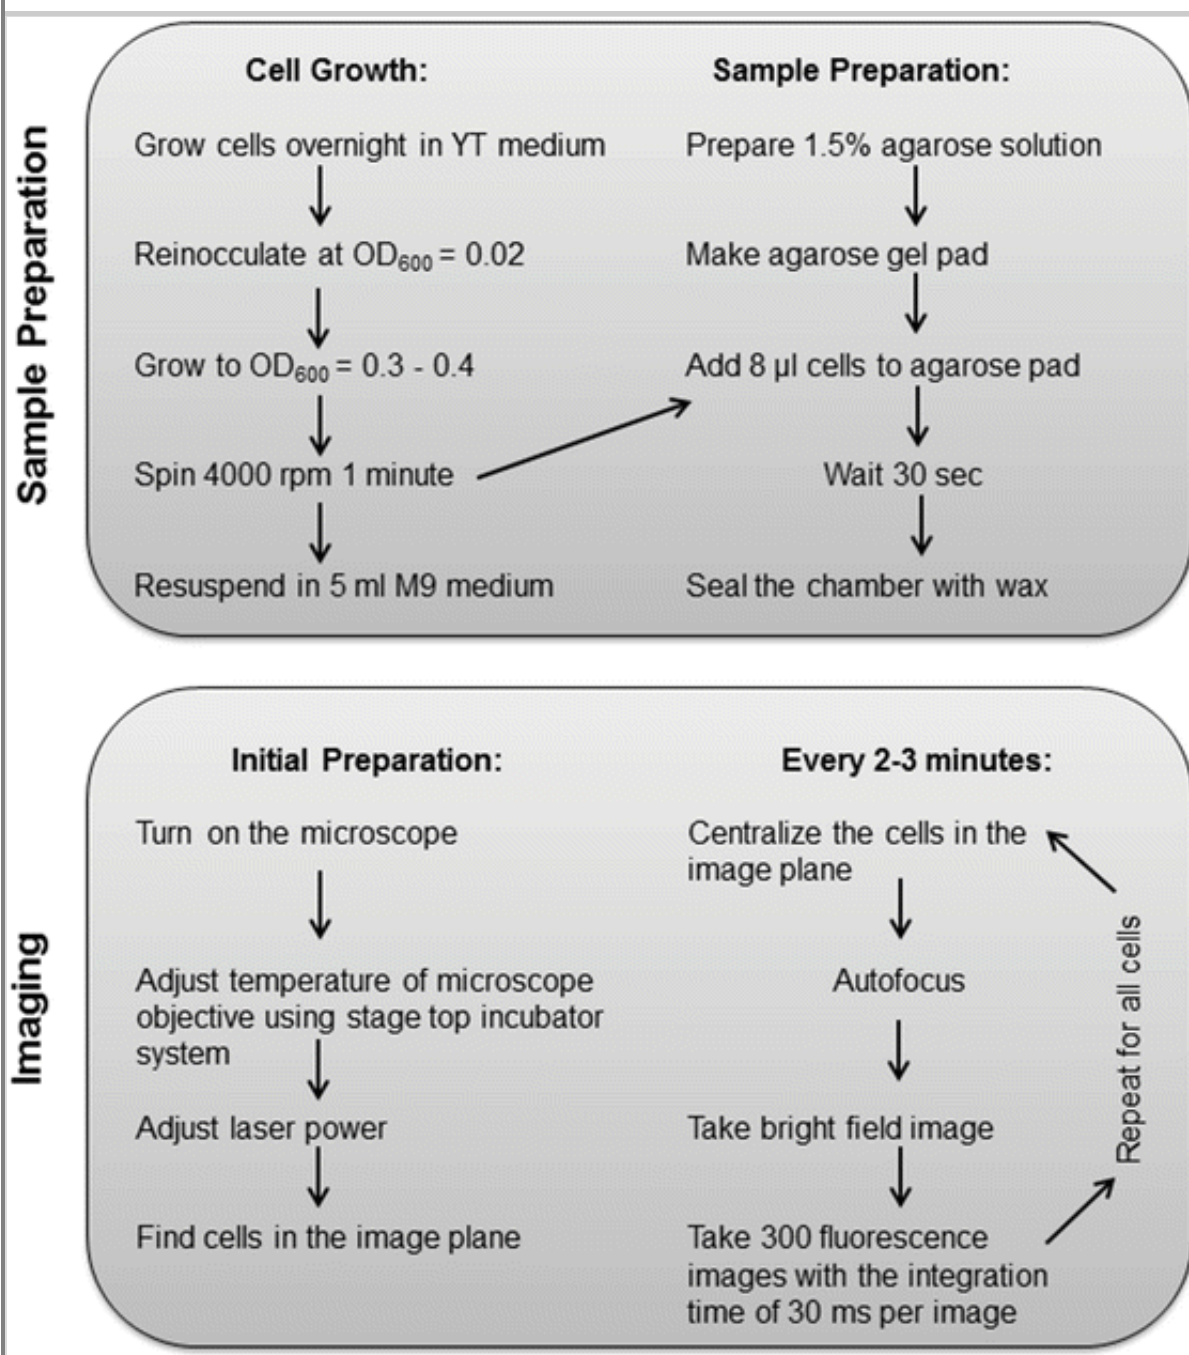 Sample Preparation
Cell Growth:
Grow cells overnight in YT medium
Reinocculate at OD600 = 0.02
Grow to OD600 = 0.3 - 0.4
Spin 4000 rpm 1 minute
Resuspend in 5 ml M9 medium
Sample Preparation:
Prepare 1.5% agarose solution
Make agarose gel pad
Add 8 µl cells to agarose pad
Wait 30 sec
Seal the chamber with wax
Imaging
Initial Preparation:
Turn on the microscope
Adjust temperature of microscope
objective using stage top incubator
system
Adjust laser power
Find cells in the image plane
Every 2-3 minutes:
Centralize the cells in the
image plane
Autofocus
Take bright field image
Take 300 fluorescence
images with the integration
time of 30 ms per image
Repeat for all cells